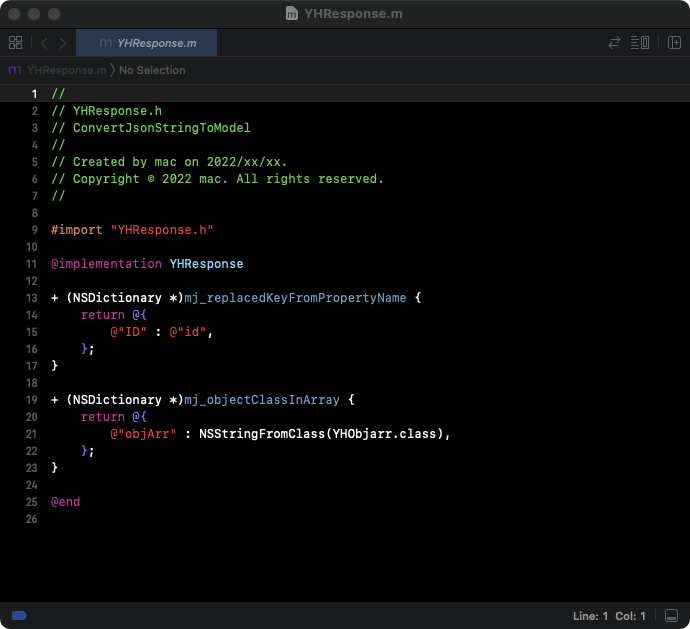 YHResponse.m
YHResponse.m
YHResponse.m 〉No Selection
1 //
2 // YHResponse.h
3 // ConvertJsonStringToModel
4 //
5 // Created by mac on 2022/xx/xx.
6 // Copyright © 2022 mac. All rights reserved.
7 //
8
9 #import "YHResponse.h"
10
11 @implementation YHResponse
12
13 + (NSDictionary *)mj_replacedKeyFromPropertyName {
14     return @{
15         @"ID" : @"id",
16     };
17 }
18
19 + (NSDictionary *)mj_objectClassInArray {
20     return @{
21         @"objArr" : NSStringFromClass(YHObjarr.class),
22     };
23 }
24
25 @end
26
Line: 1 Col: 1